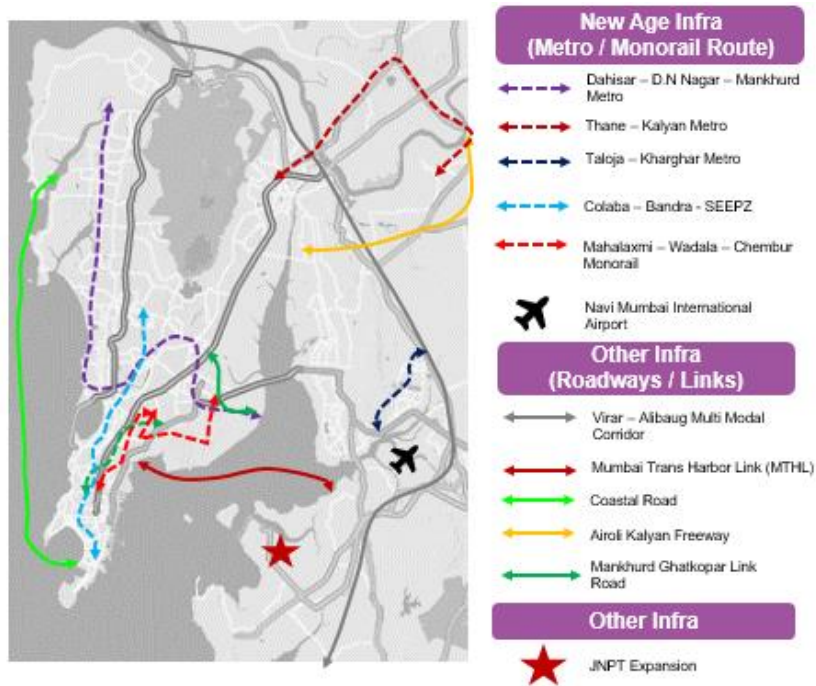 New Age Infra
(Metro / Monorail Route)
Dahisar – D.N Nagar – Mankhurd
Metro
Thane – Kalyan Metro
Taloja – Kharghar Metro
Colaba – Bandra - SEEPZ
Mahalaxmi – Wadala – Chembur
Monorail
Navi Mumbai International
Airport
Other Infra
(Roadways / Links)
Virar – Alibaug Multi Modal
Corridor
Mumbai Trans Harbor Link (MTHL)
Coastal Road
Airoli Kalyan Freeway
Mankhurd Ghatkopar Link
Road
Other Infra
JNPT Expansion